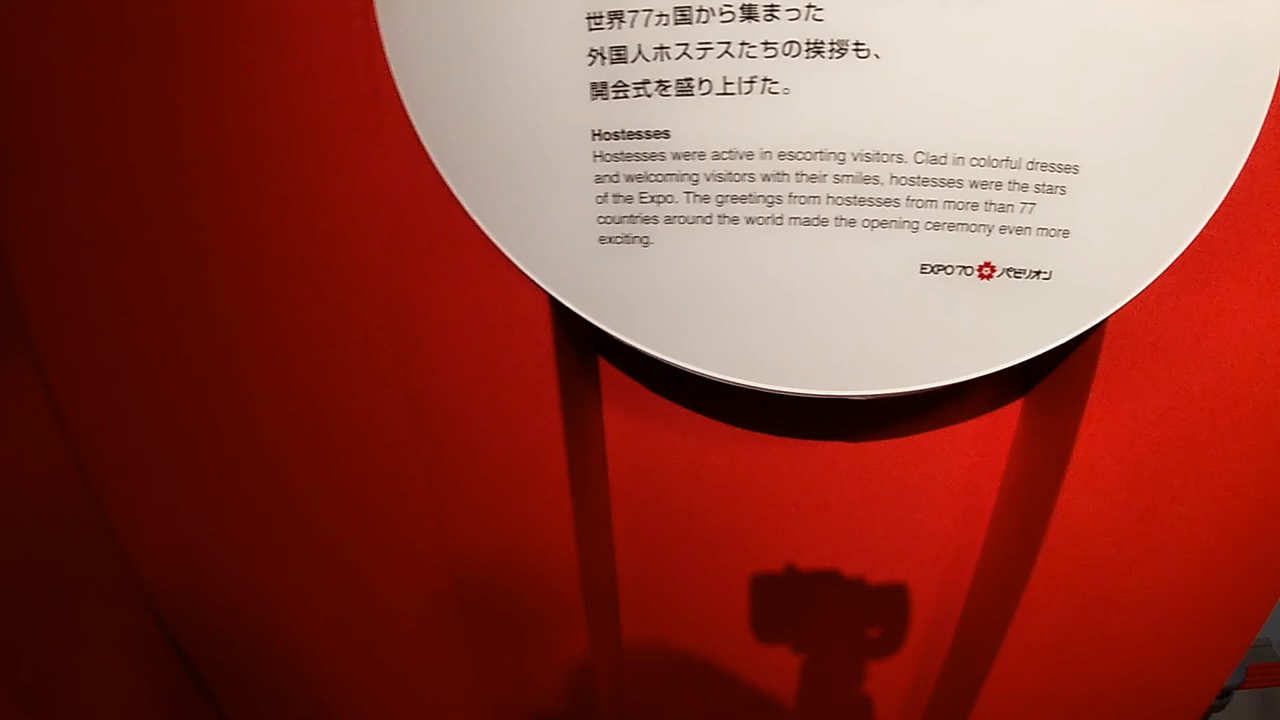 世界77ヵ国から集まった
外国人ホステスたちの挨拶も、
開会式を盛り上げた。
Hostesses
Hostesses were active in escorting visitors. Clad in colorful dresses
and welcoming visitors with their smiles, hostesses were the stars
of the Expo. The greetings from hostesses from more than 77
countries around the world made the opening ceremony even more
exciting.
EXPO'70 パビリオン